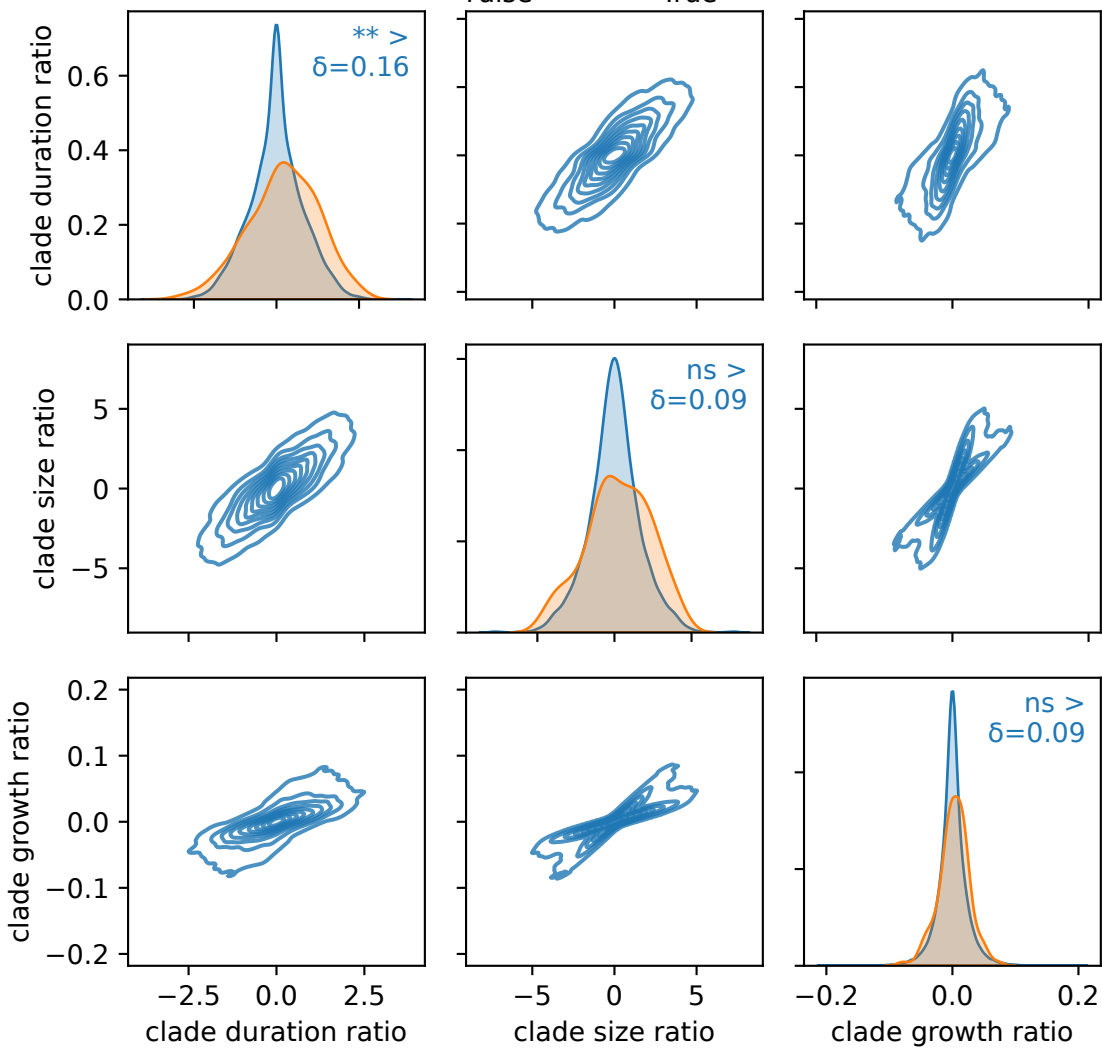 False True
clade duration ratio
0.6
0.4
0.2
0.0
** >
δ=0.16
clade size ratio
5
0
−5
ns >
δ=0.09
clade growth ratio
0.2
0.1
0.0
−0.1
−0.2
ns >
δ=0.09
−2.5 0.0 2.5
clade duration ratio
−5 0 5
clade size ratio
−0.2 0.0 0.2
clade growth ratio